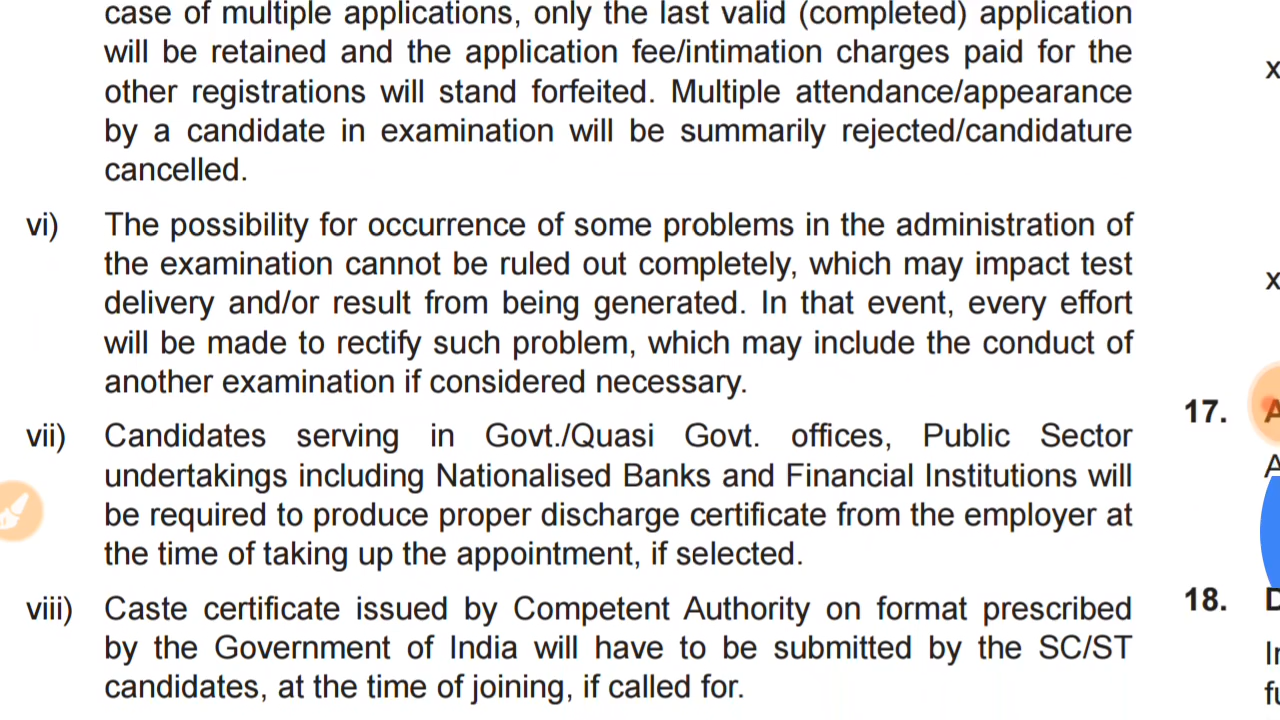 case of multiple applications, only the last valid (completed) application
will be retained and the application fee/intimation charges paid for the
other registrations will stand forfeited. Multiple attendance/appearance
by a candidate in examination will be summarily rejected/candidature
cancelled.
vi) The possibility for occurrence of some problems in the administration of
the examination cannot be ruled out completely, which may impact test
delivery and/or result from being generated. In that event, every effort
will be made to rectify such problem, which may include the conduct of
another examination if considered necessary.
vii) Candidates serving in Govt./Quasi Govt. offices, Public Sector
undertakings including Nationalised Banks and Financial Institutions will
be required to produce proper discharge certificate from the employer at
the time of taking up the appointment, if selected.
viii) Caste certificate issued by Competent Authority on format prescribed
by the Government of India will have to be submitted by the SC/ST
candidates, at the time of joining, if called for.
17.
18.